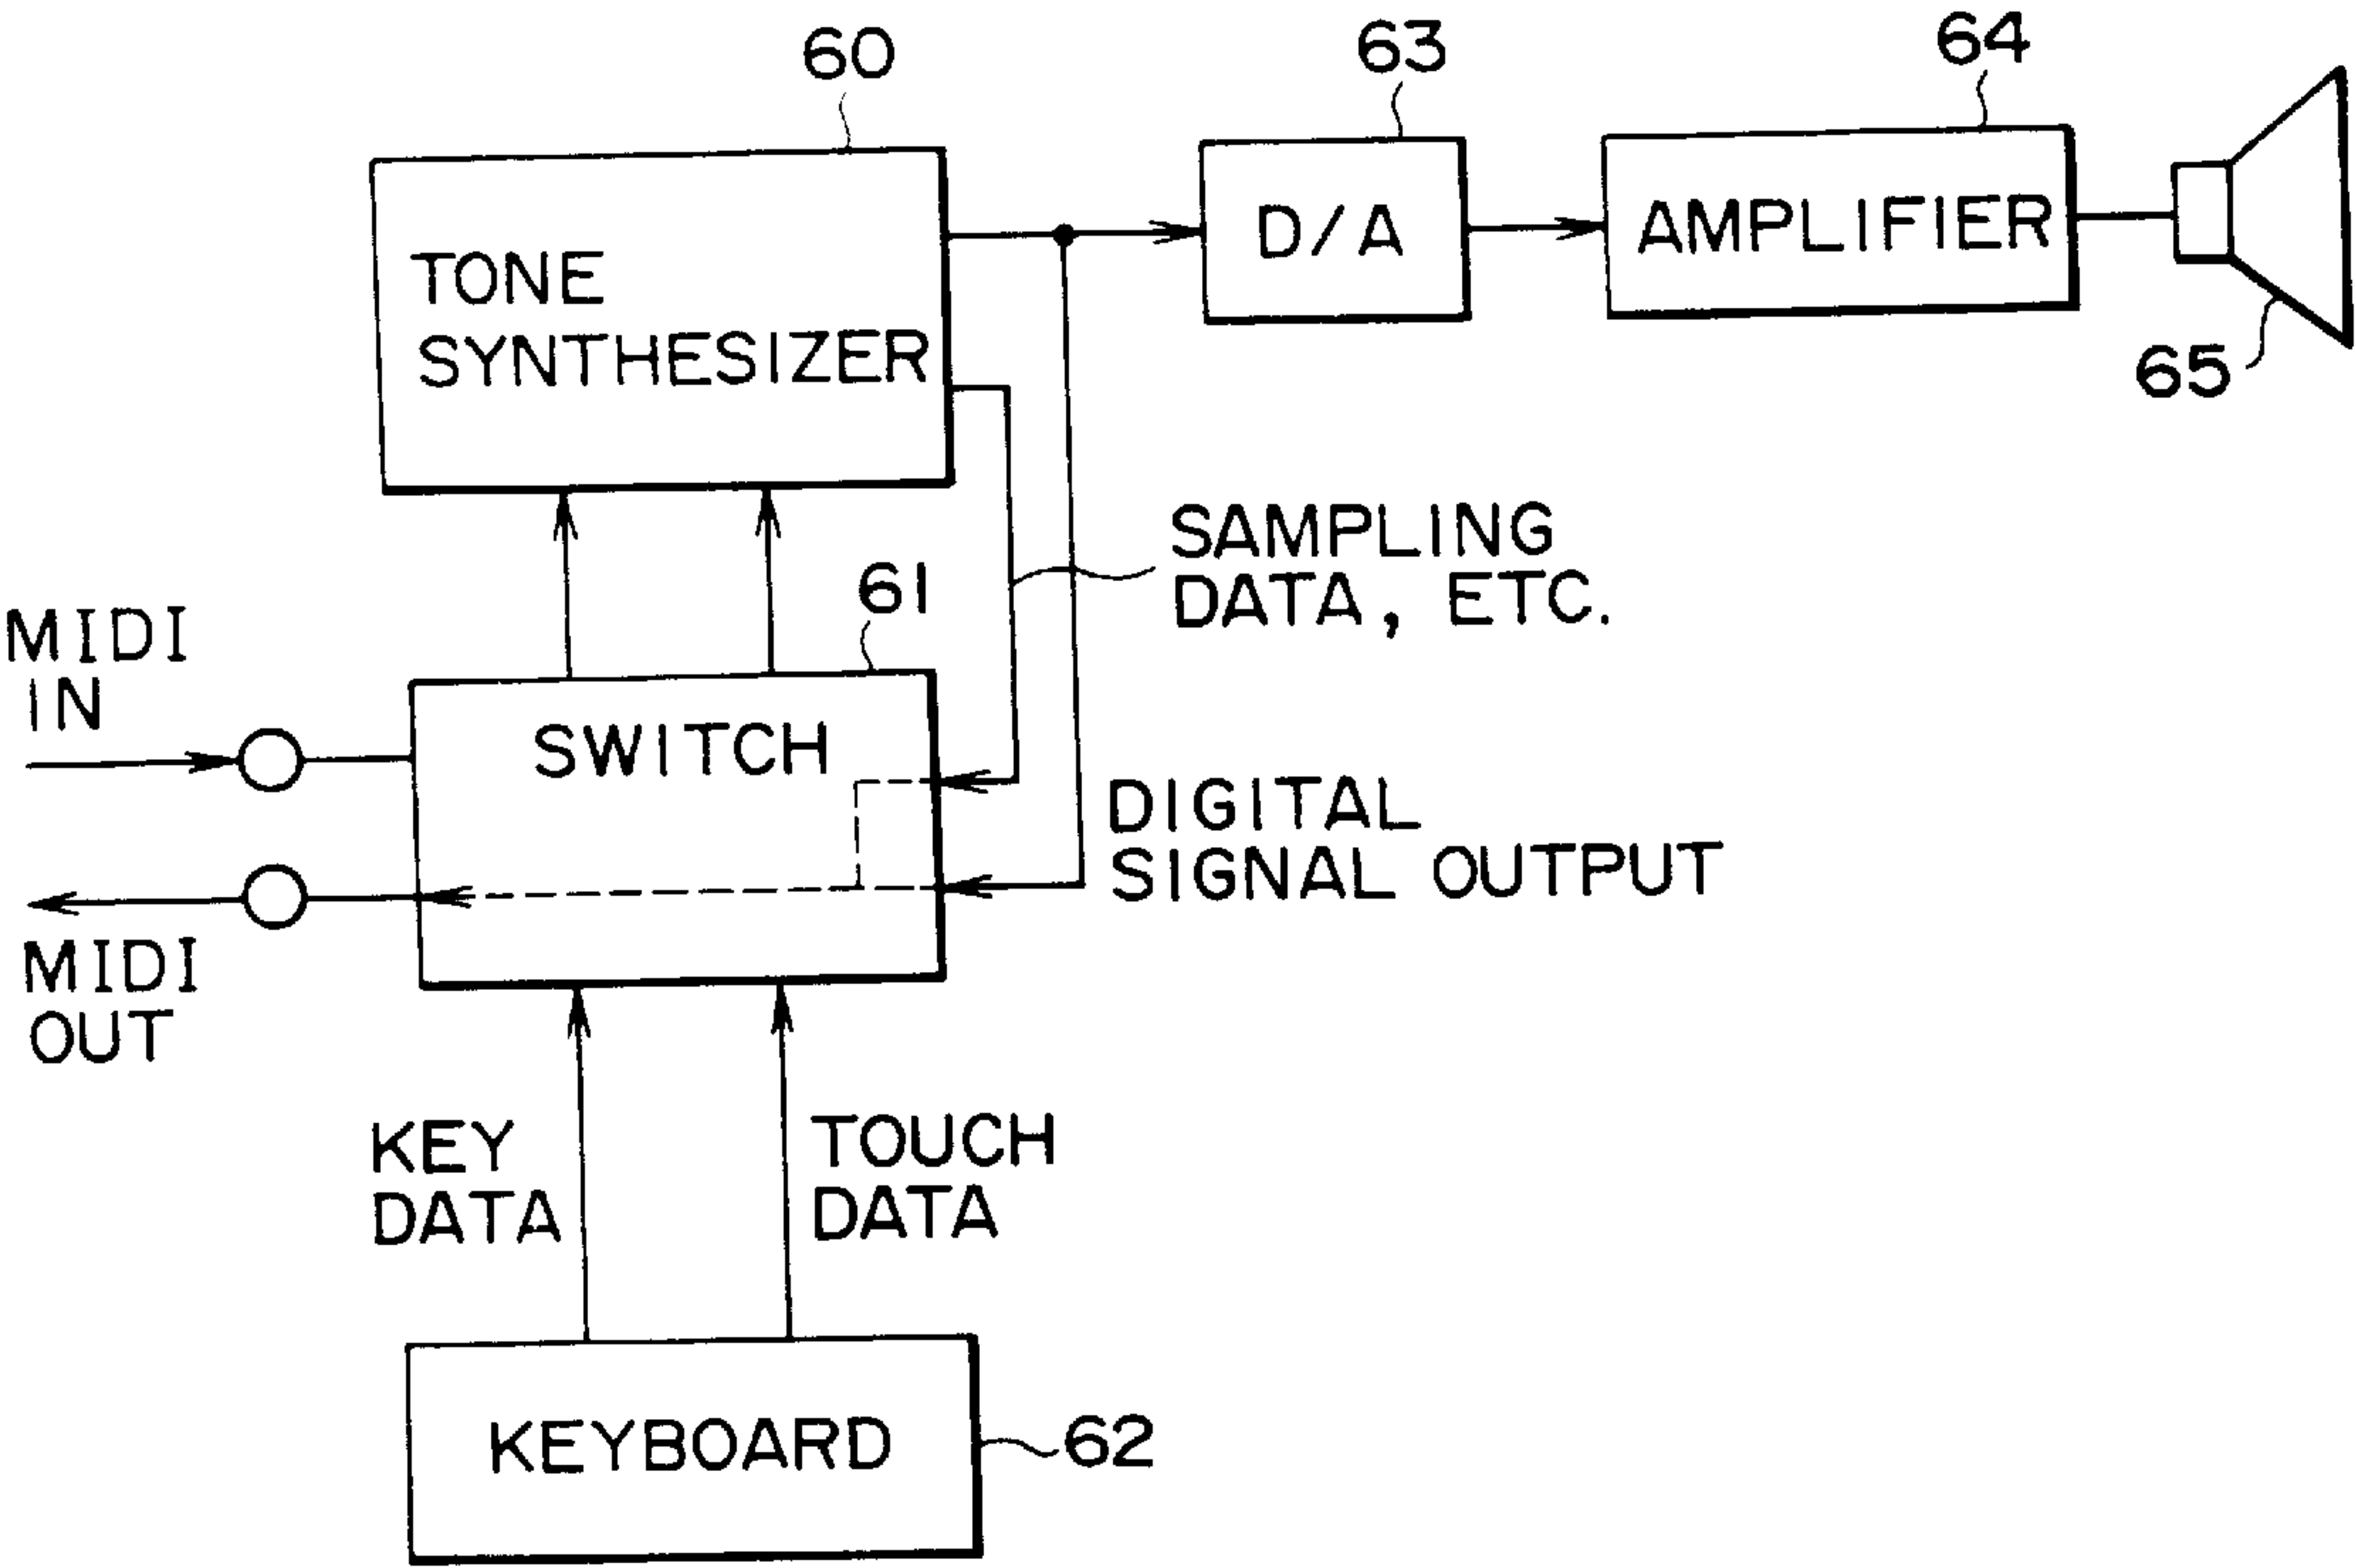 60
63
64
TONE
SYNTHESIZER
D/A
AMPLIFIER
65
SAMPLING
DATA, ETC.
61
MIDI
IN
SWITCH
DIGITAL
SIGNAL OUTPUT
MIDI
OUT
KEY
DATA
TOUCH
DATA
KEYBOARD
62